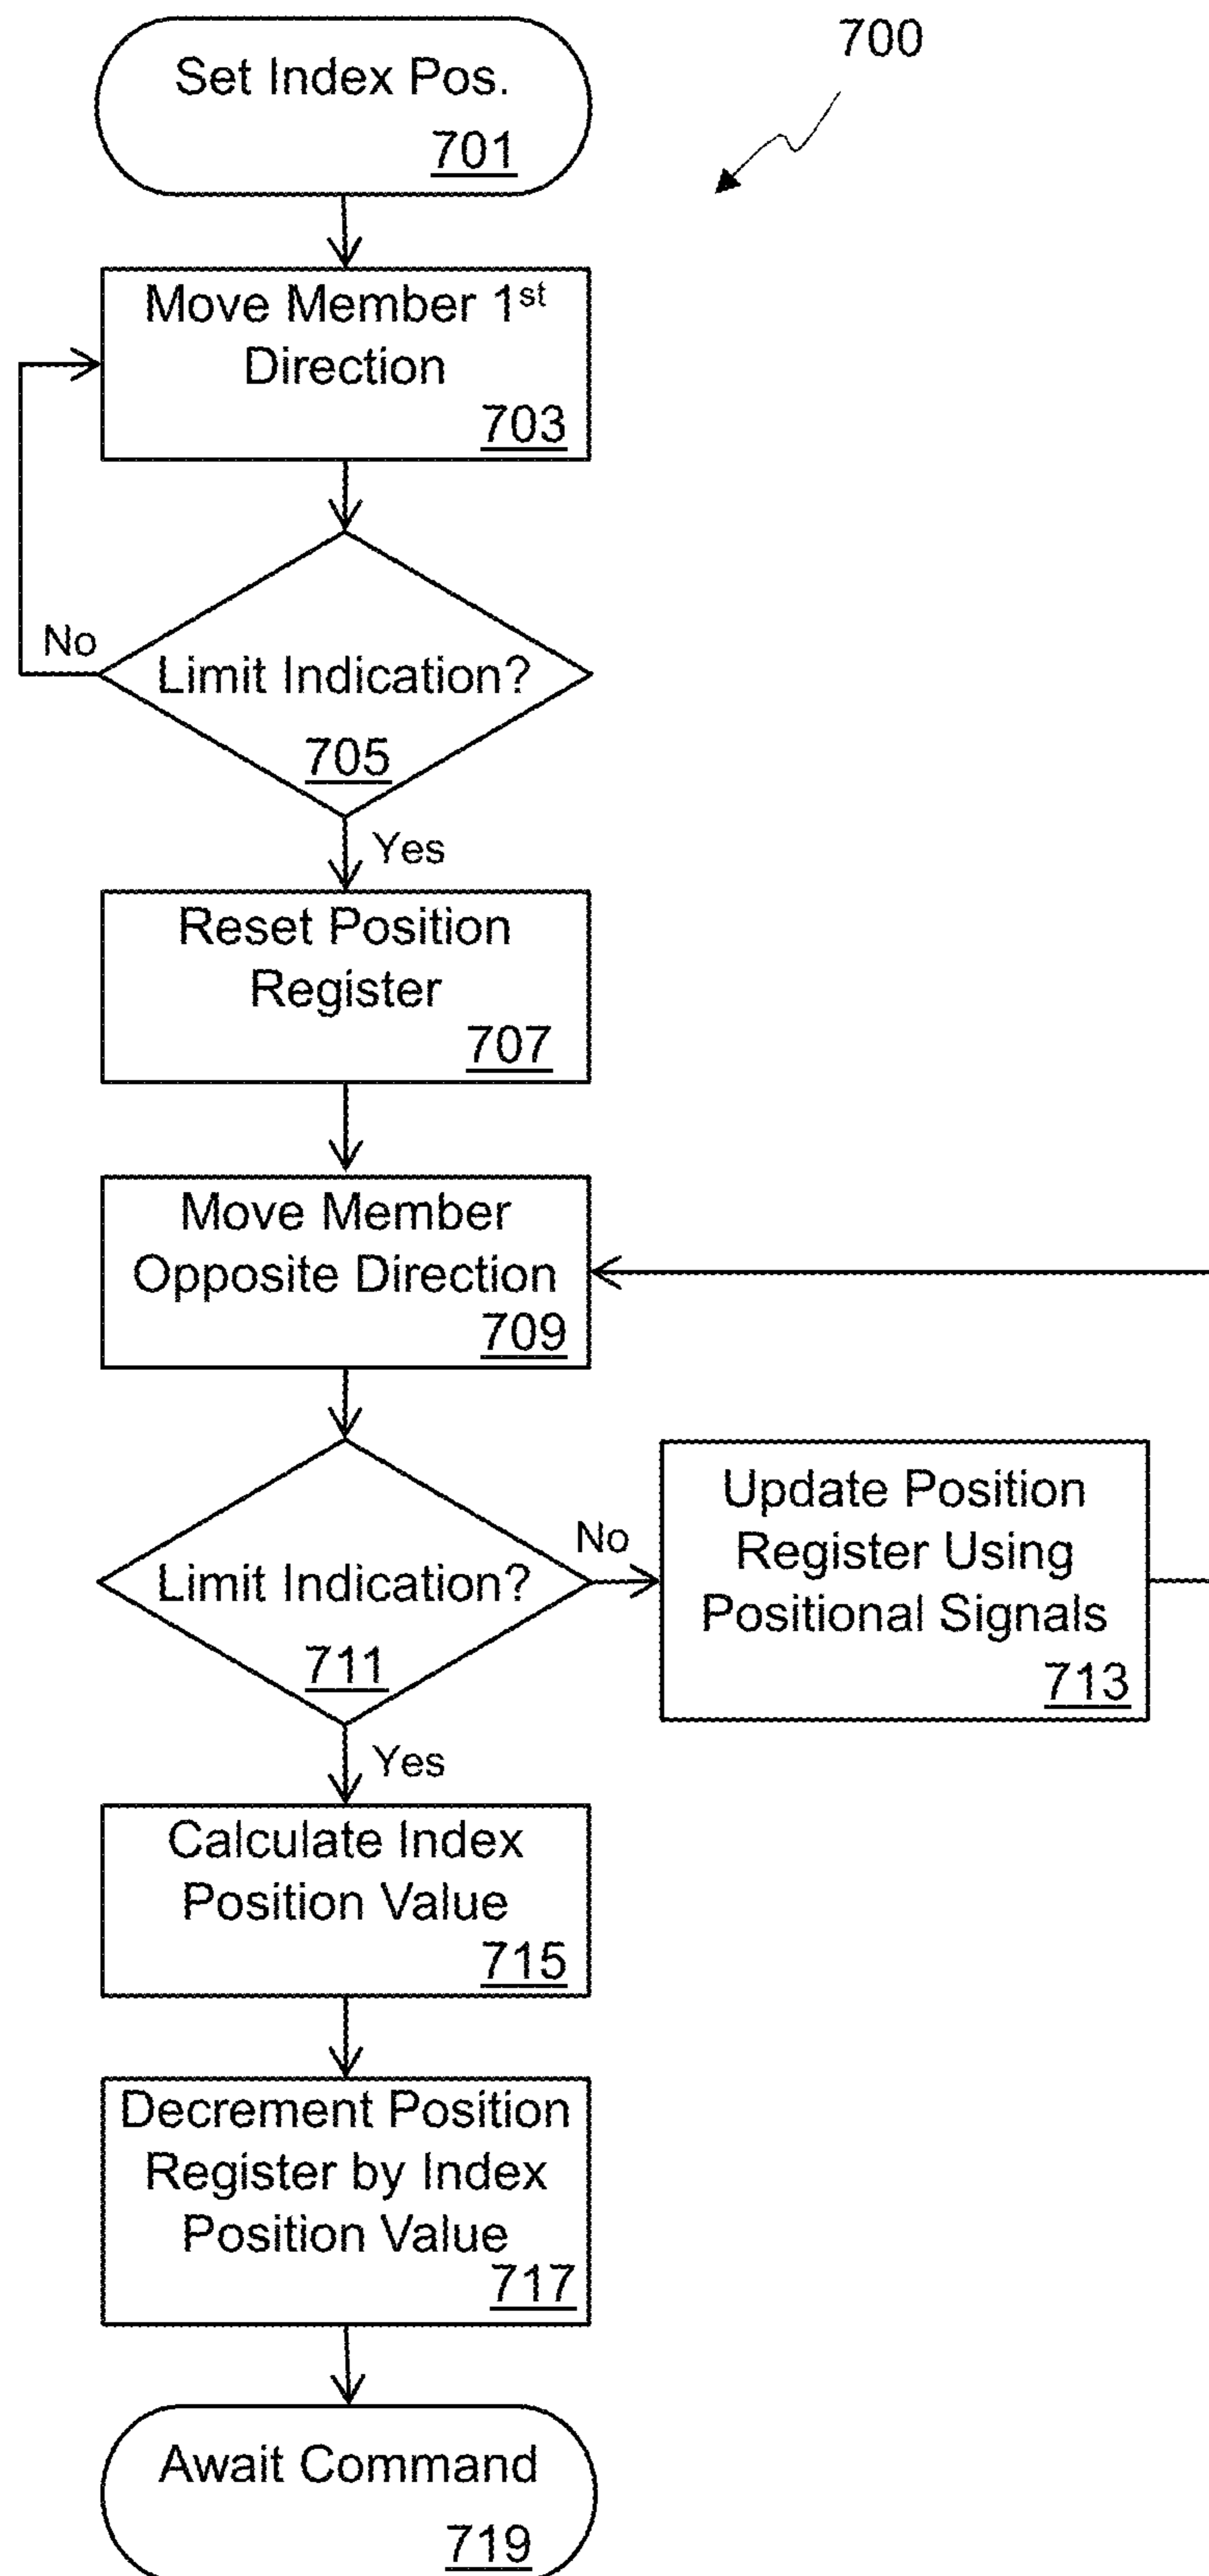 700
Set Index Pos.
701
Move Member 1st
Direction
703
No
Limit Indication?
705
Yes
Reset Position
Register
707
Move Member
Opposite Direction
709
Limit Indication?
711
No
Update Position
Register Using
Positional Signals
713
Yes
Calculate Index
Position Value
715
Decrement Position
Register by Index
Position Value
717
Await Command
719